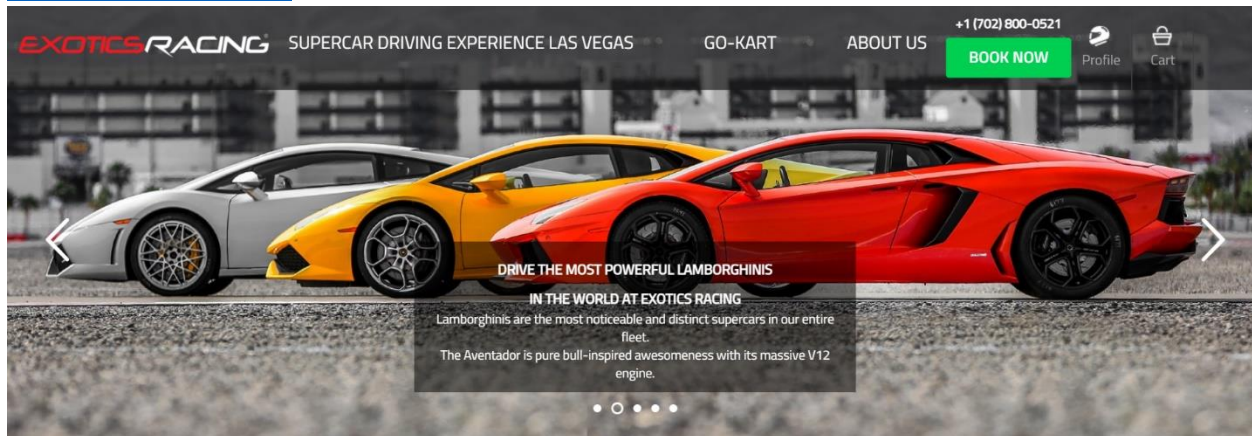 EXOTICS RACING
SUPERCAR DRIVING EXPERIENCE LAS VEGAS
GO-KART
ABOUT US
+1 (702) 800-0521
BOOK NOW
Profile
Cart
DRIVE THE MOST POWERFUL LAMBORGHINIS
IN THE WORLD AT EXOTICS RACING
Lamborghinis are the most noticeable and distinct supercars in our entire
fleet.
The Aventador is pure bull-inspired awesomeness with its massive V12
engine.